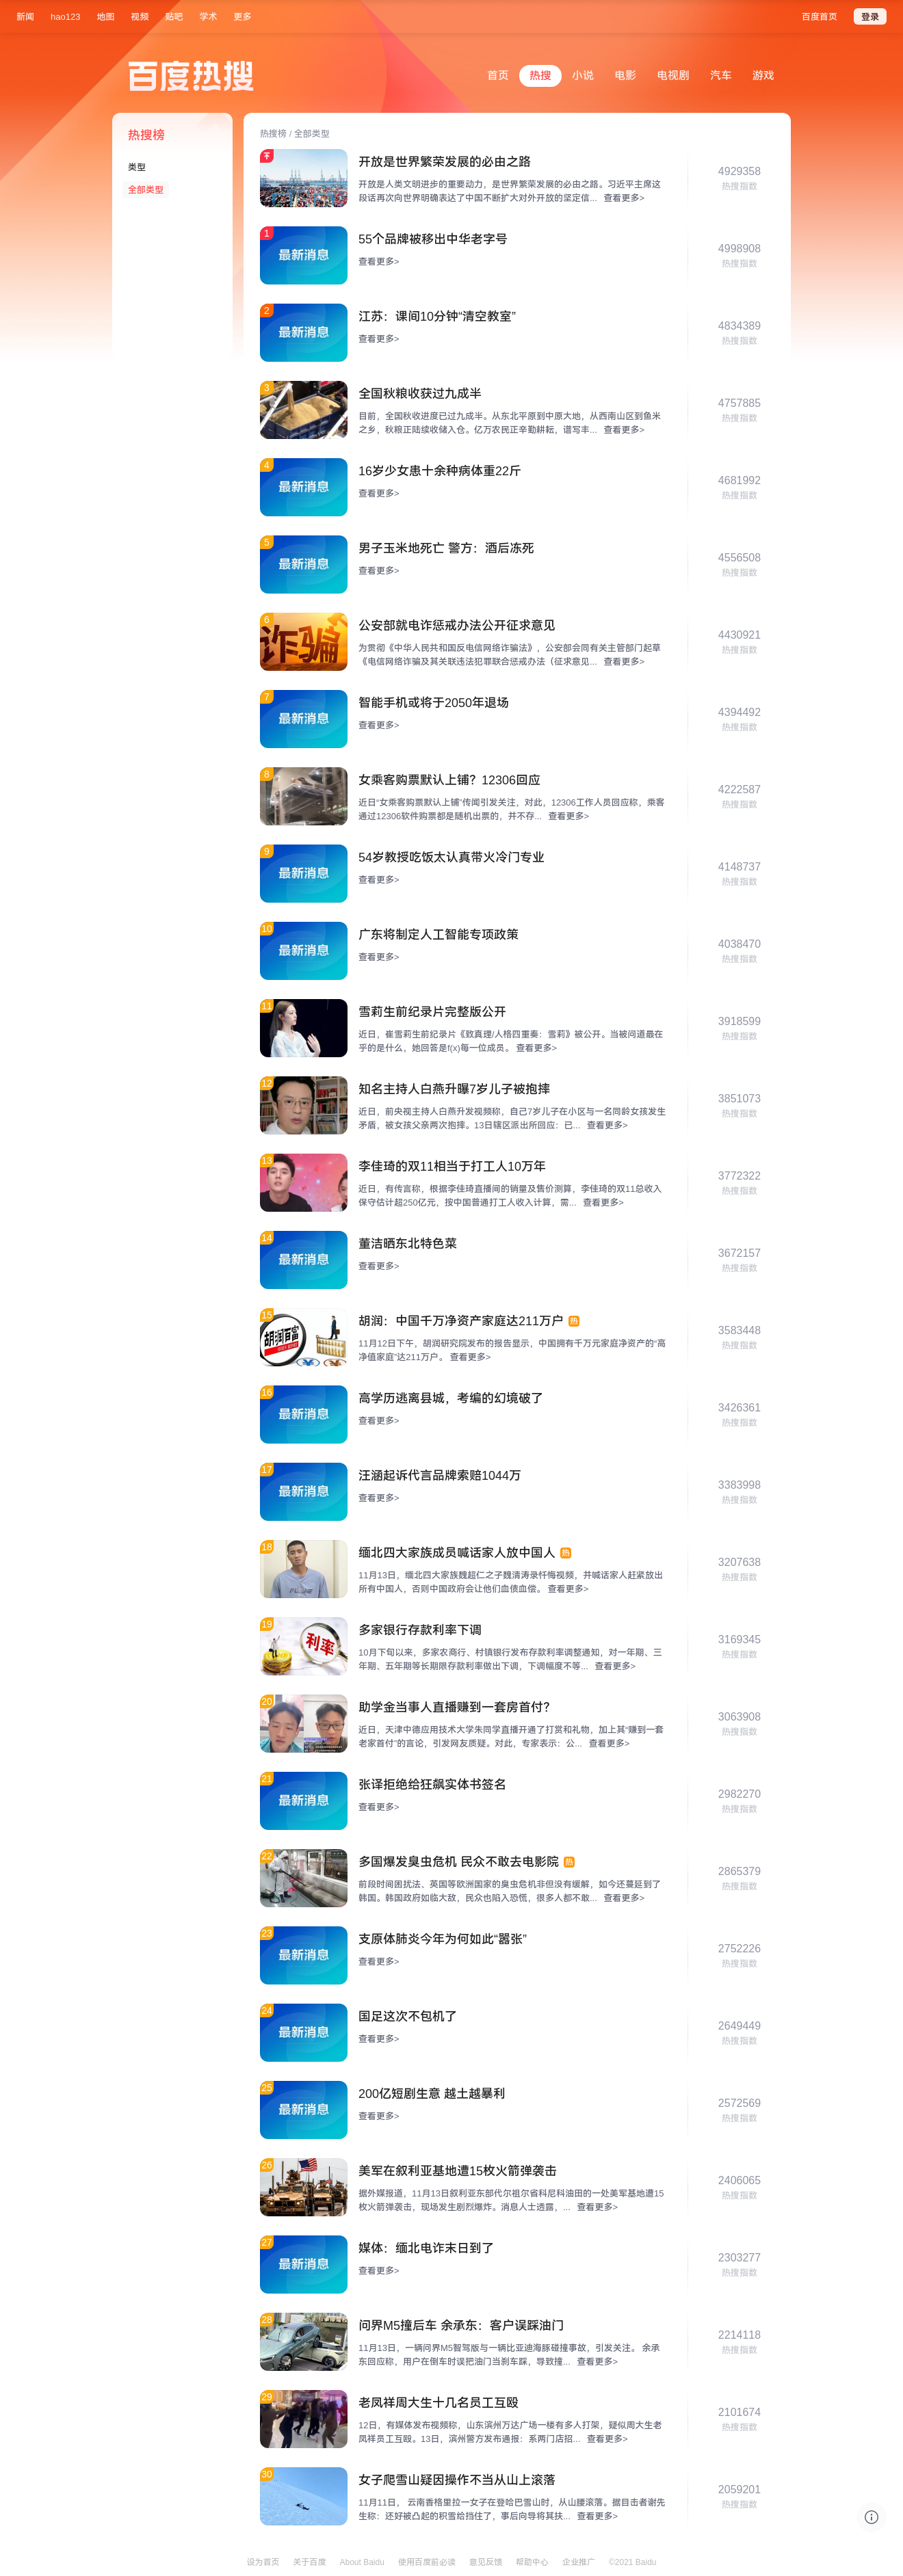 新闻 hao123 地图 视频 贴吧 学术 更多 百度首页 登录
百度热搜
首页 热搜 小说 电影 电视剧 汽车 游戏
热搜榜
类型
全部类型
热搜榜 / 全部类型
开放是世界繁荣发展的必由之路
开放是人类文明进步的重要动力，是世界繁荣发展的必由之路。习近平主席这
段话再次向世界明确表达了中国不断扩大对外开放的坚定信... 查看更多>
4929358
热搜指数
1
最新消息
55个品牌被移出中华老字号
查看更多>
4998908
热搜指数
2
最新消息
江苏：课间10分钟“清空教室”
查看更多>
4834389
热搜指数
3
全国秋粮收获过九成半
目前，全国秋收进度已过九成半。从东北平原到中原大地，从西南山区到鱼米
之乡，秋粮正陆续收储入仓。亿万农民正辛勤耕耘，谱写丰... 查看更多>
4757885
热搜指数
4
最新消息
16岁少女患十余种病体重22斤
查看更多>
4681992
热搜指数
5
最新消息
男子玉米地死亡 警方：酒后冻死
查看更多>
4556508
热搜指数
6
诈骗
公安部就电诈惩戒办法公开征求意见
为贯彻《中华人民共和国反电信网络诈骗法》，公安部会同有关主管部门起草
《电信网络诈骗及其关联违法犯罪联合惩戒办法（征求意见... 查看更多>
4430921
热搜指数
7
最新消息
智能手机或将于2050年退场
查看更多>
4394492
热搜指数
8
女乘客购票默认上铺？12306回应
近日“女乘客购票默认上铺”传闻引发关注，对此，12306工作人员回应称，乘客
通过12306软件购票都是随机出票的，并不存... 查看更多>
4222587
热搜指数
9
最新消息
54岁教授吃饭太认真带火冷门专业
查看更多>
4148737
热搜指数
10
最新消息
广东将制定人工智能专项政策
查看更多>
4038470
热搜指数
11
雪莉生前纪录片完整版公开
近日，崔雪莉生前纪录片《致真理/人格四重奏：雪莉》被公开。当被问道最在
乎的是什么，她回答是f(x)每一位成员。 查看更多>
3918599
热搜指数
12
知名主持人白燕升曝7岁儿子被抱摔
近日，前央视主持人白燕升发视频称，自己7岁儿子在小区与一名同龄女孩发生
矛盾，被女孩父亲两次抱摔。13日辖区派出所回应：已... 查看更多>
3851073
热搜指数
13
李佳琦的双11相当于打工人10万年
近日，有传言称，根据李佳琦直播间的销量及售价测算，李佳琦的双11总收入
保守估计超250亿元，按中国普通打工人收入计算，需... 查看更多>
3772322
热搜指数
14
最新消息
董洁晒东北特色菜
查看更多>
3672157
热搜指数
15
胡润百富
胡润：中国千万净资产家庭达211万户 热
11月12日下午，胡润研究院发布的报告显示，中国拥有千万元家庭净资产的“高
净值家庭”达211万户。 查看更多>
3583448
热搜指数
16
最新消息
高学历逃离县城，考编的幻境破了
查看更多>
3426361
热搜指数
17
最新消息
汪涵起诉代言品牌索赔1044万
查看更多>
3383998
热搜指数
18
缅北四大家族成员喊话家人放中国人 热
11月13日，缅北四大家族魏超仁之子魏清涛录忏悔视频，并喊话家人赶紧放出
所有中国人，否则中国政府会让他们血债血偿。 查看更多>
3207638
热搜指数
19
利率
多家银行存款利率下调
10月下旬以来，多家农商行、村镇银行发布存款利率调整通知，对一年期、三
年期、五年期等长期限存款利率做出下调，下调幅度不等... 查看更多>
3169345
热搜指数
20
助学金当事人直播赚到一套房首付？
近日，天津中德应用技术大学朱同学直播开通了打赏和礼物，加上其“赚到一套
老家首付”的言论，引发网友质疑。对此，专家表示：公... 查看更多>
3063908
热搜指数
21
最新消息
张译拒绝给狂飙实体书签名
查看更多>
2982270
热搜指数
22
多国爆发臭虫危机 民众不敢去电影院 热
前段时间困扰法、英国等欧洲国家的臭虫危机非但没有缓解，如今还蔓延到了
韩国。韩国政府如临大敌，民众也陷入恐慌，很多人都不敢... 查看更多>
2865379
热搜指数
23
最新消息
支原体肺炎今年为何如此“嚣张”
查看更多>
2752226
热搜指数
24
最新消息
国足这次不包机了
查看更多>
2649449
热搜指数
25
最新消息
200亿短剧生意 越土越暴利
查看更多>
2572569
热搜指数
26
美军在叙利亚基地遭15枚火箭弹袭击
据外媒报道，11月13日叙利亚东部代尔祖尔省科尼科油田的一处美军基地遭15
枚火箭弹袭击，现场发生剧烈爆炸。消息人士透露，... 查看更多>
2406065
热搜指数
27
最新消息
媒体：缅北电诈末日到了
查看更多>
2303277
热搜指数
28
问界M5撞后车 余承东：客户误踩油门
11月13日，一辆问界M5智驾版与一辆比亚迪海豚碰撞事故，引发关注。 余承
东回应称，用户在倒车时误把油门当刹车踩，导致撞... 查看更多>
2214118
热搜指数
29
老凤祥周大生十几名员工互殴
12日，有媒体发布视频称，山东滨州万达广场一楼有多人打架，疑似周大生老
凤祥员工互殴。13日，滨州警方发布通报：系两门店招... 查看更多>
2101674
热搜指数
30
女子爬雪山疑因操作不当从山上滚落
11月11日， 云南香格里拉一女子在登哈巴雪山时，从山腰滚落。据目击者谢先
生称：还好被凸起的积雪给挡住了，事后向导将其扶... 查看更多>
2059201
热搜指数
设为首页 关于百度 About Baidu 使用百度前必读 意见反馈 帮助中心 企业推广 ©2021 Baidu